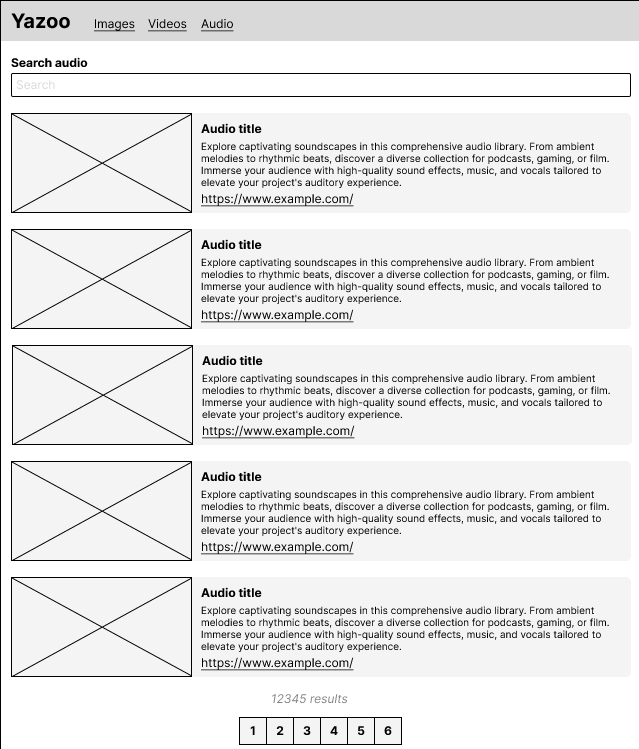 Yazoo Images Videos Audio
Search audio
Search
Audio title
Explore captivating soundscapes in this comprehensive audio library. From ambient
melodies to rhythmic beats, discover a diverse collection for podcasts, gaming, or film.
Immerse your audience with high-quality sound effects, music, and vocals tailored to
elevate your project's auditory experience.
https://www.example.com/
Audio title
Explore captivating soundscapes in this comprehensive audio library. From ambient
melodies to rhythmic beats, discover a diverse collection for podcasts, gaming, or film.
Immerse your audience with high-quality sound effects, music, and vocals tailored to
elevate your project's auditory experience.
https://www.example.com/
Audio title
Explore captivating soundscapes in this comprehensive audio library. From ambient
melodies to rhythmic beats, discover a diverse collection for podcasts, gaming, or film.
Immerse your audience with high-quality sound effects, music, and vocals tailored to
elevate your project's auditory experience.
https://www.example.com/
Audio title
Explore captivating soundscapes in this comprehensive audio library. From ambient
melodies to rhythmic beats, discover a diverse collection for podcasts, gaming, or film.
Immerse your audience with high-quality sound effects, music, and vocals tailored to
elevate your project's auditory experience.
https://www.example.com/
Audio title
Explore captivating soundscapes in this comprehensive audio library. From ambient
melodies to rhythmic beats, discover a diverse collection for podcasts, gaming, or film.
Immerse your audience with high-quality sound effects, music, and vocals tailored to
elevate your project's auditory experience.
https://www.example.com/
12345 results
1 2 3 4 5 6